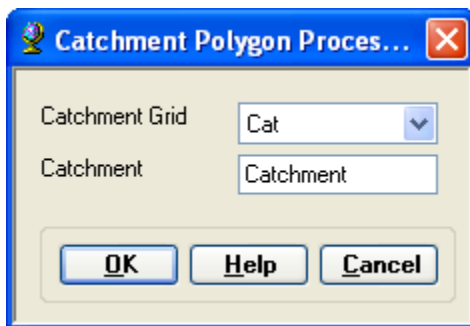 Catchment Polygon Proces...
Catchment Grid Cat
Catchment Catchment
OK Help Cancel